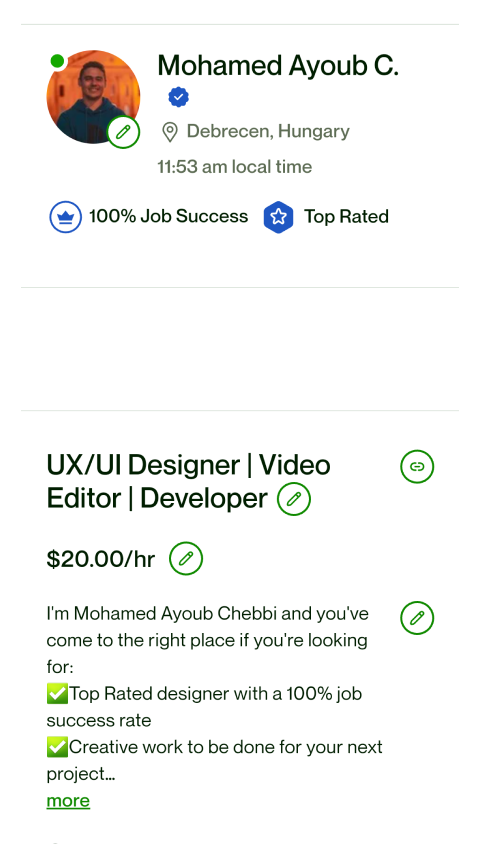 Mohamed Ayoub C.
Debrecen, Hungary
11:53 am local time
100% Job Success
Top Rated
UX/UI Designer | Video
Editor | Developer
$20.00/hr
I'm Mohamed Ayoub Chebbi and you've
come to the right place if you're looking
for:
✅Top Rated designer with a 100% job
success rate
✅Creative work to be done for your next
project...
more